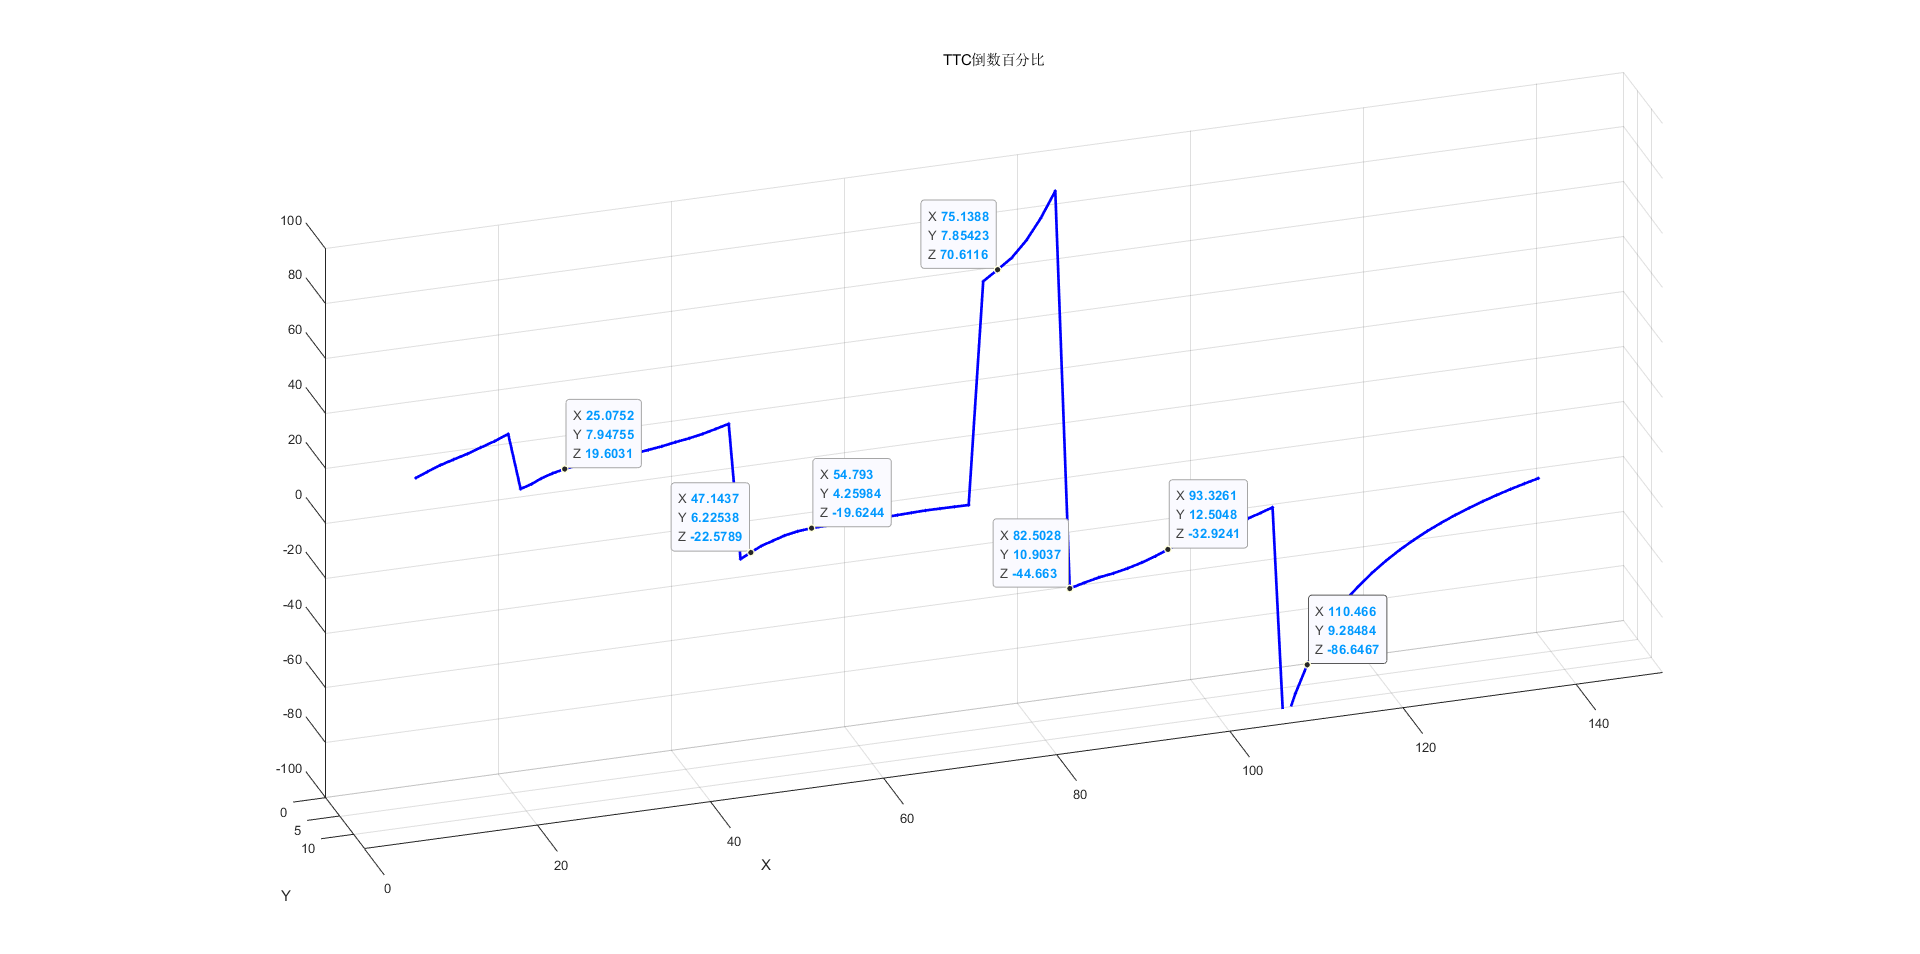 TTC倒数百分比
100
80
60
40
20
0
-20
-40
-60
-80
-100
X 75.1388
Y 7.85423
Z 70.6116
X 25.0752
Y 7.94755
Z 19.6031
X 54.793
Y 4.25984
Z -19.6244
X 47.1437
Y 6.22538
Z -22.5789
X 93.3261
Y 12.5048
Z -32.9241
X 82.5028
Y 10.9037
Z -44.663
X 110.466
Y 9.28484
Z -86.6467
0
5
10
Y
0
20
40
60
80
100
120
140
X